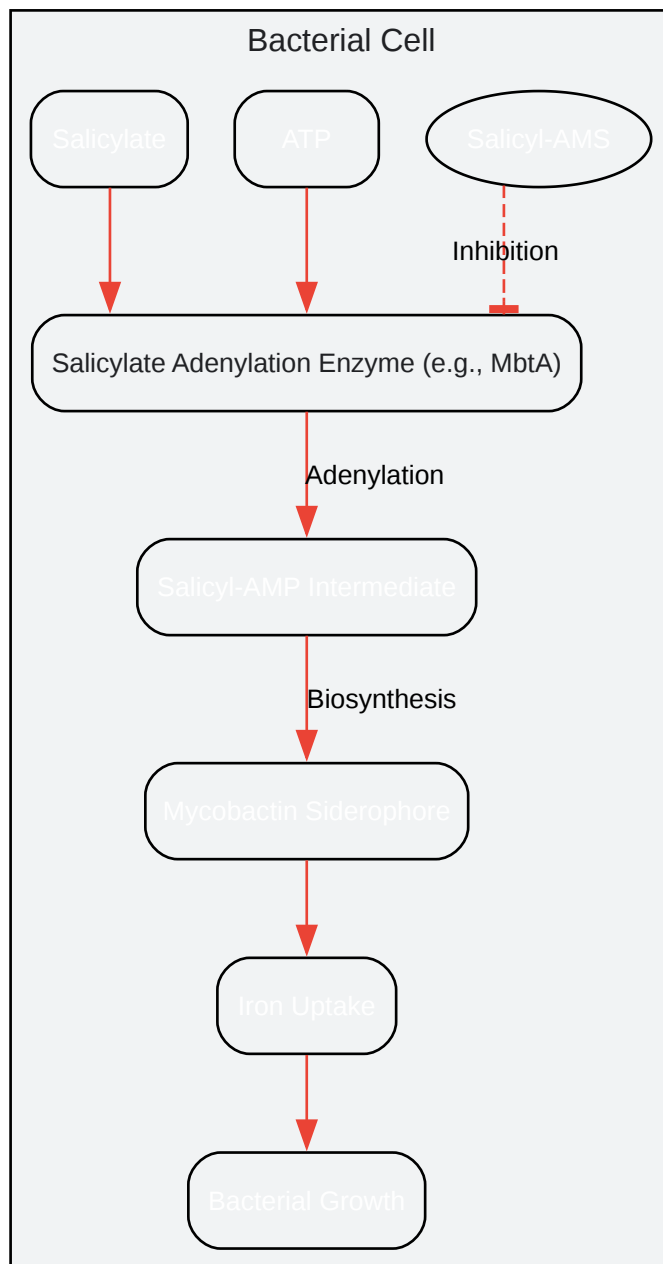 Bacterial Cell
Salicylate
ATP
Salicyl-AMS
Inhibition
Salicylate Adenylation Enzyme (e.g., MbtA)
Adenylation
Salicyl-AMP Intermediate
Biosynthesis
Mycobactin Siderophore
Iron Uptake
Bacterial Growth